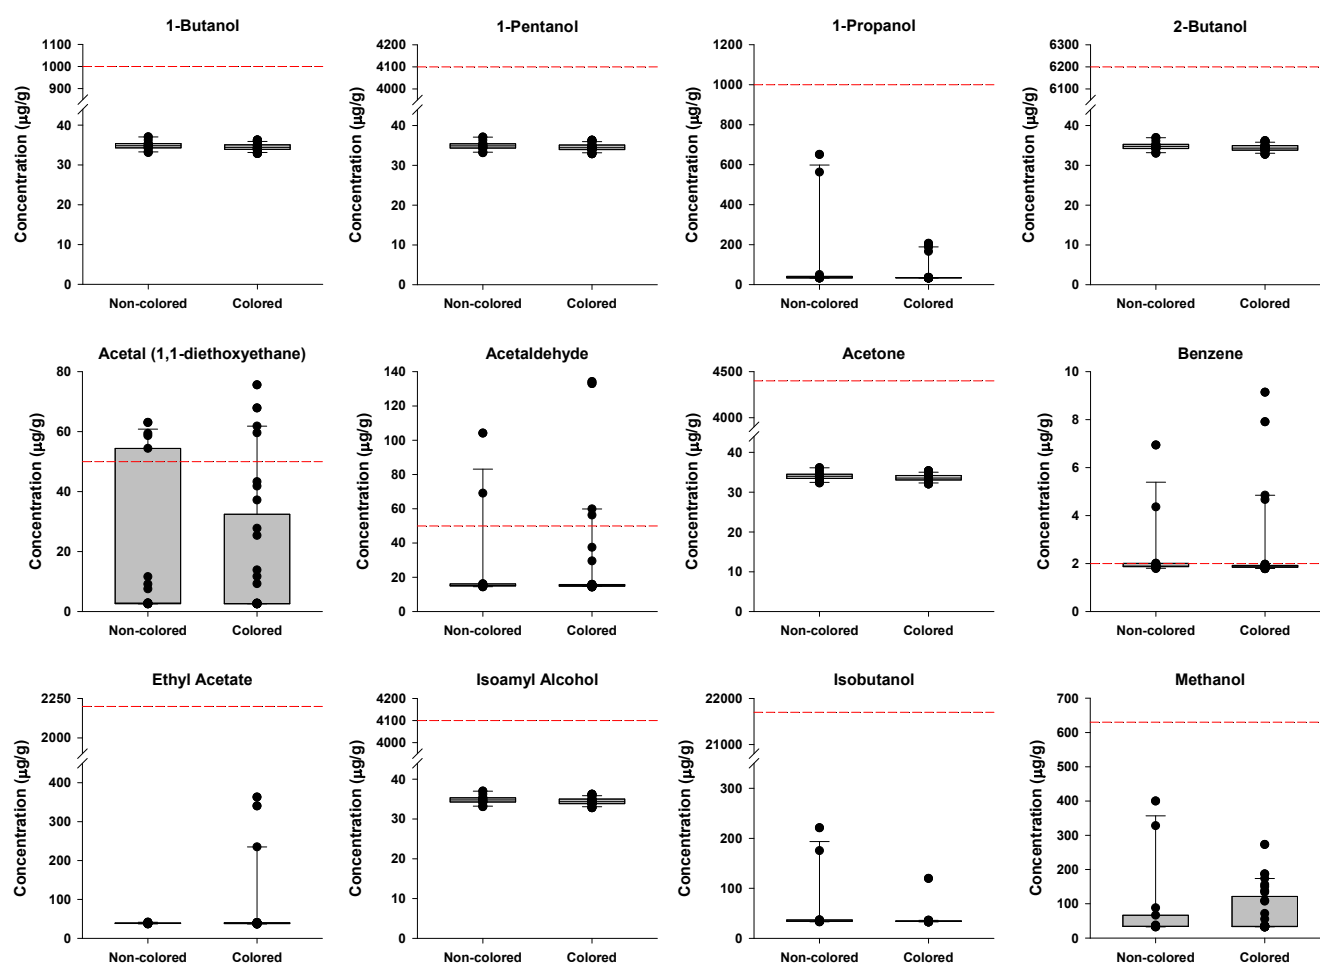 1-Butanol
Concentration (µg/g)
1100
1000
900
40
30
20
10
0
Non-colored
Colored
1-Pentanol
Concentration (µg/g)
4200
4100
4000
40
30
20
10
0
Non-colored
Colored
1-Propanol
Concentration (µg/g)
1200
1000
800
600
400
200
0
Non-colored
Colored
2-Butanol
Concentration (µg/g)
6300
6200
6100
40
30
20
10
0
Non-colored
Colored
Acetal (1,1-diethoxyethane)
Concentration (µg/g)
80
60
40
20
0
Non-colored
Colored
Acetaldehyde
Concentration (µg/g)
140
120
100
80
60
40
20
0
Non-colored
Colored
Acetone
Concentration (µg/g)
4500
4000
40
30
20
10
0
Non-colored
Colored
Benzene
Concentration (µg/g)
10
8
6
4
2
0
Non-colored
Colored
Ethyl Acetate
Concentration (µg/g)
2250
2000
400
300
200
100
0
Non-colored
Colored
Isoamyl Alcohol
Concentration (µg/g)
4200
4100
4000
40
30
20
10
0
Non-colored
Colored
Isobutanol
Concentration (µg/g)
22000
21000
300
200
100
0
Non-colored
Colored
Methanol
Concentration (µg/g)
700
600
500
400
300
200
100
0
Non-colored
Colored